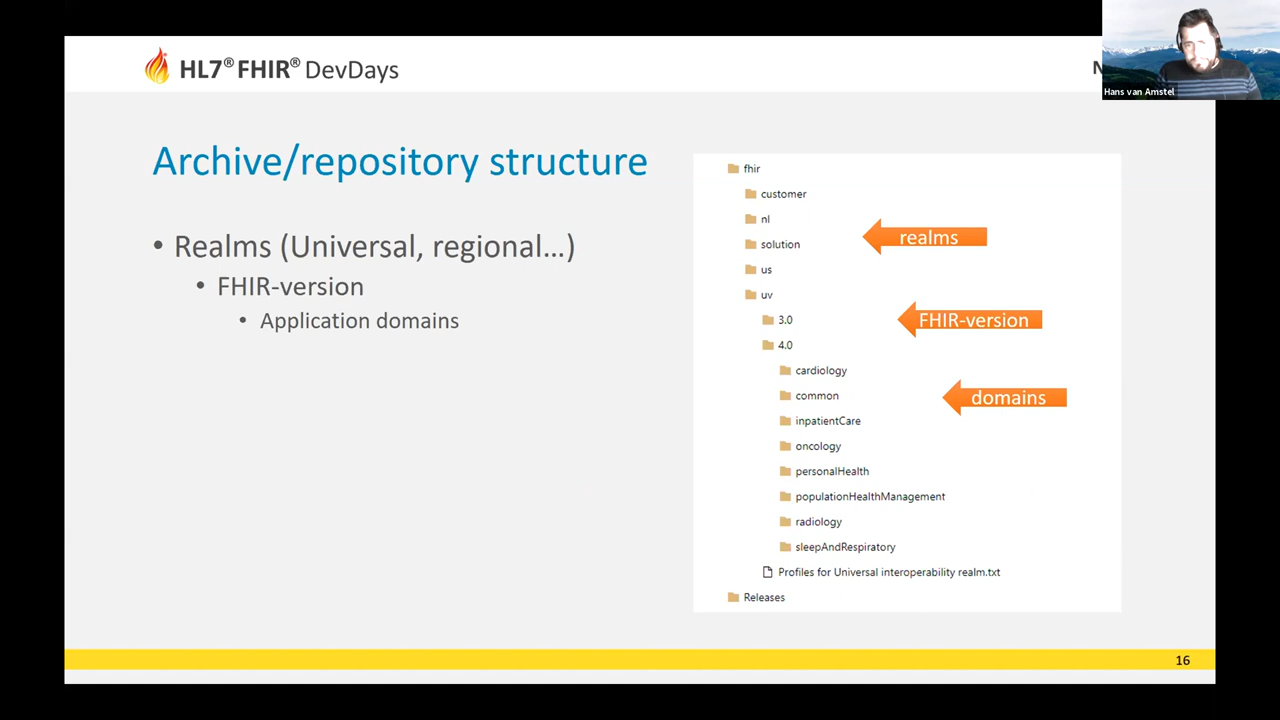 HL7® FHIR® DevDays
Hans van Amstel
Archive/repository structure
• Realms (Universal, regional…)
• FHIR-version
• Application domains
fhir
customer
nl
solution
us
uv
3.0
4.0
cardiology
common
inpatientCare
oncology
personalHealth
populationHealthManagement
radiology
sleepAndRespiratory
Profiles for Universal interoperability realm.txt
Releases
realms
FHIR-version
domains
16